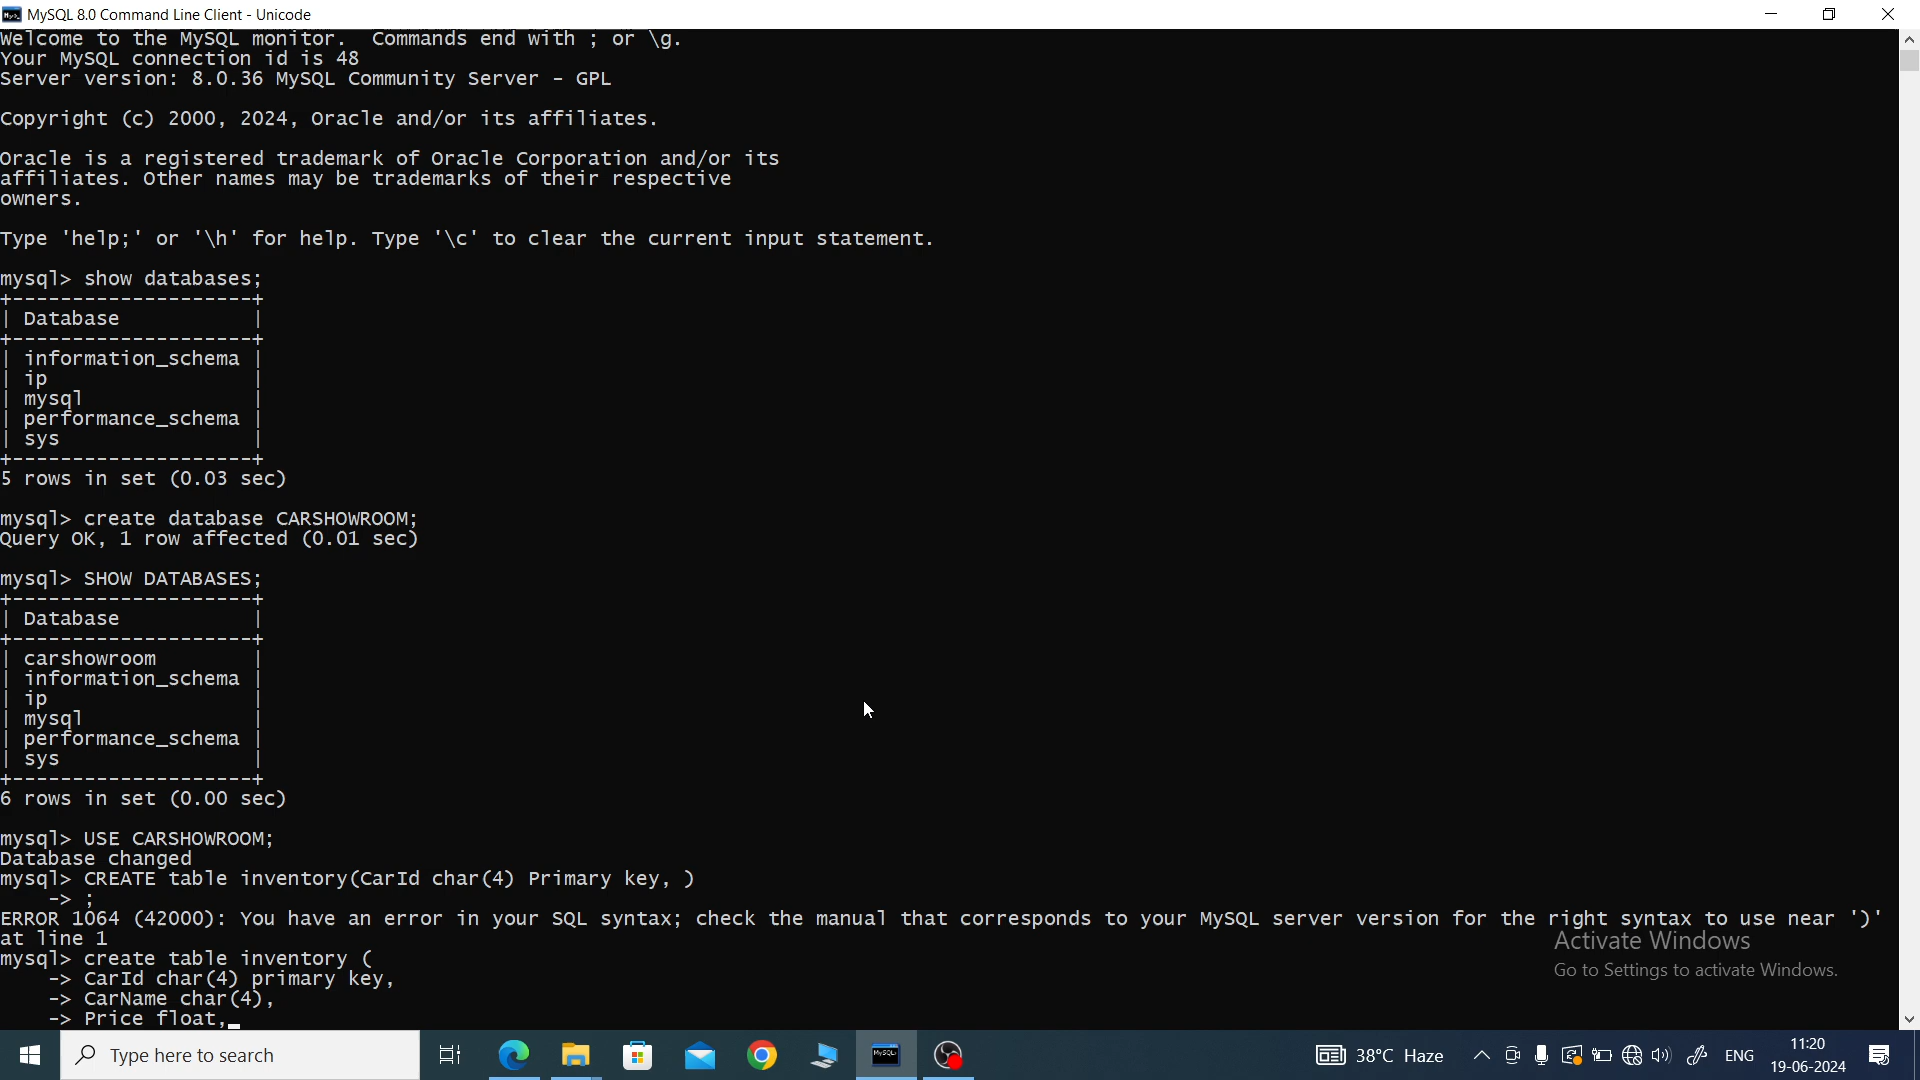 MySQL 8.0 Command Line Client - Unicode
Welcome to the MySQL monitor.  Commands end with ; or \g.
Your MySQL connection id is 48
Server version: 8.0.36 MySQL Community Server - GPL
Copyright (c) 2000, 2024, Oracle and/or its affiliates.
Oracle is a registered trademark of Oracle Corporation and/or its
affiliates. Other names may be trademarks of their respective
owners.
Type 'help;' or '\h' for help. Type '\c' to clear the current input statement.
mysql> show databases;
+--------------------+
| Database           |
+--------------------+
| information_schema |
| ip                 |
| mysql              |
| performance_schema |
| sys                |
+--------------------+
5 rows in set (0.03 sec)
mysql> create database CARSHOWROOM;
Query OK, 1 row affected (0.01 sec)
mysql> SHOW DATABASES;
+--------------------+
| Database           |
+--------------------+
| carshowroom        |
| information_schema |
| ip                 |
| mysql              |
| performance_schema |
| sys                |
+--------------------+
6 rows in set (0.00 sec)
mysql> USE CARSHOWROOM;
Database changed
mysql> CREATE table inventory(CarId char(4) Primary key, )
    -> ;
ERROR 1064 (42000): You have an error in your SQL syntax; check the manual that corresponds to your MySQL server version for the right syntax to use near ')'
at line 1
mysql> create table inventory (
    -> CarId char(4) primary key,
    -> CarName char(4),
    -> Price float,_
Activate Windows
Go to Settings to activate Windows.
Type here to search
MySQL
38°C Haze
ENG
11:20
19-06-2024